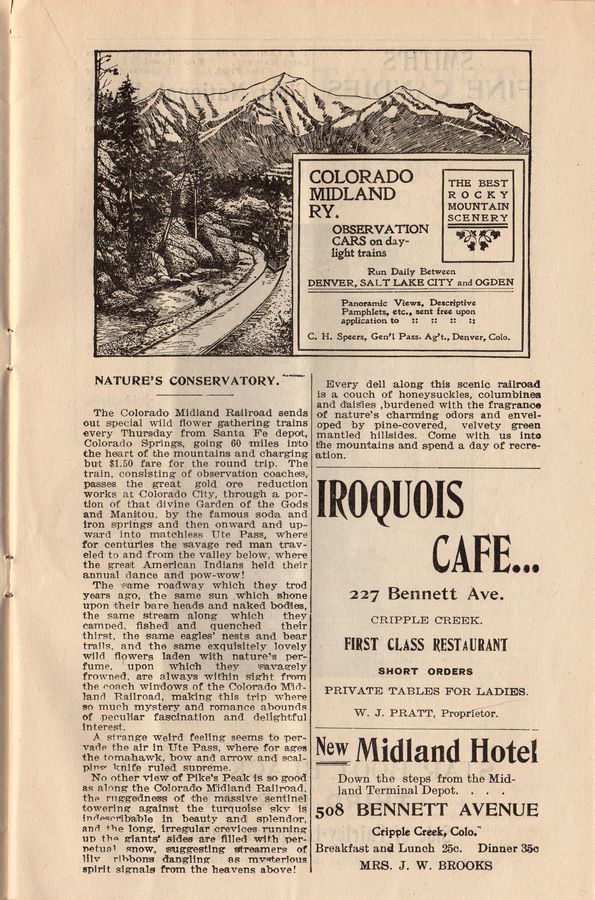 COLORADO
MIDLAND
RY.
OBSERVATION
CARS on day-
light trains
THE BEST
ROCKY
MOUNTAIN
SCENERY
Run Daily Between
DENVER, SALT LAKE CITY and OGDEN
Panoramic Views, Descriptive
Pamphlets, etc., sent free upon
application to :: :: :: ::
C. H. Speers, Gen'l Pass. Ag't., Denver, Colo.
NATURE'S CONSERVATORY.
The Colorado Midland Railroad sends
out special wild flower gathering trains
every Thursday from Santa Fe depot,
Colorado Springs, going 60 miles into
the heart of the mountains and charging
but $1.50 fare for the round trip. The
train, consisting of observation coaches,
passes the great gold ore reduction
works at Colorado City, through a por-
tion of that divine Garden of the Gods
and Manitou, by the famous soda and
iron springs and then onward and up-
ward into matchless Ute Pass, where
for centuries the savage red man trav-
eled to and from the valley below, where
the great American Indians held their
annual dance and pow-wow!
The same roadway which they trod
years ago, the same sun which shone
upon their bare heads and naked bodies,
the same stream along which they
camped, fished and quenched their
thirst, the same eagles' nests and bear
trails, and the same exquisitely lovely
wild flowers laden with nature's per-
fume, upon which they savagely
frowned, are always within sight from
the coach windows of the Colorado Mid-
land Railroad, making this trip where
so much mystery and romance abounds
of peculiar fascination and delightful
interest.
A strange weird feeling seems to per-
vade the air in Ute Pass, where for ages
the tomahawk, bow and arrow and scal-
ping knife ruled supreme.
No other view of Pike's Peak is so good
as along the Colorado Midland Railroad,
the ruggedness of the massive sentinel
towering against the turquoise sky is
indescribable in beauty and splendor,
and the long, irregular crevices running
up the giants' sides are filled with per-
petual snow, suggesting streamers of
lily ribbons dangling as mysterious
spirit signals from the heavens above!
Every dell along this scenic railroad
is a couch of honeysuckles, columbines
and daisies ,burdened with the fragrance
of nature's charming odors and envel-
oped by pine-covered, velvety green
mantled hillsides. Come with us into
the mountains and spend a day of recre-
ation.
IROQUOIS
CAFE...
227 Bennett Ave.
CRIPPLE CREEK.
FIRST CLASS RESTAURANT
SHORT ORDERS
PRIVATE TABLES FOR LADIES.
W. J. PRATT, Proprietor.
New Midland Hotel
Down the steps from the Mid-
land Terminal Depot. . . .
508 BENNETT AVENUE
Cripple Creek, Colo.
Breakfast and Lunch 25c. Dinner 35c
MRS. J. W. BROOKS